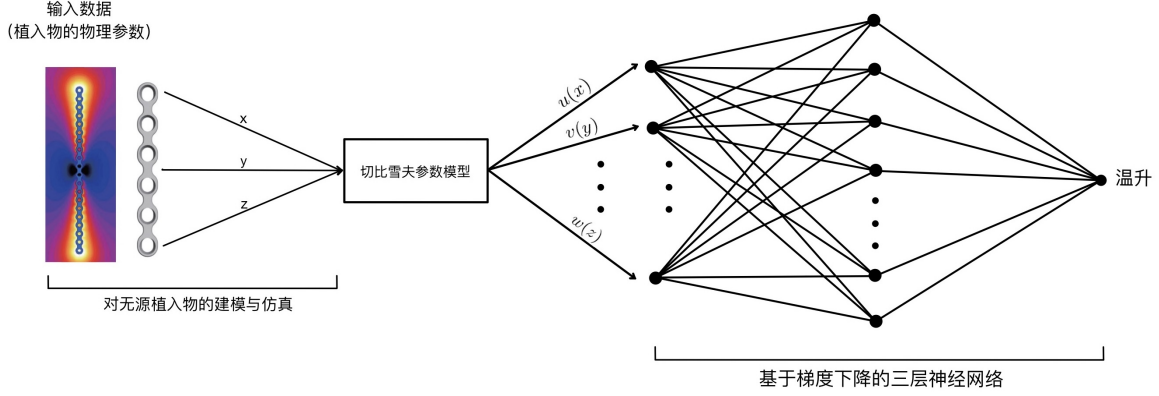 输入数据
(植入物的物理参数)
x
y
z
对无源植入物的建模与仿真
切比雪夫参数模型
u(x)
v(y)
w(z)
温升
基于梯度下降的三层神经网络